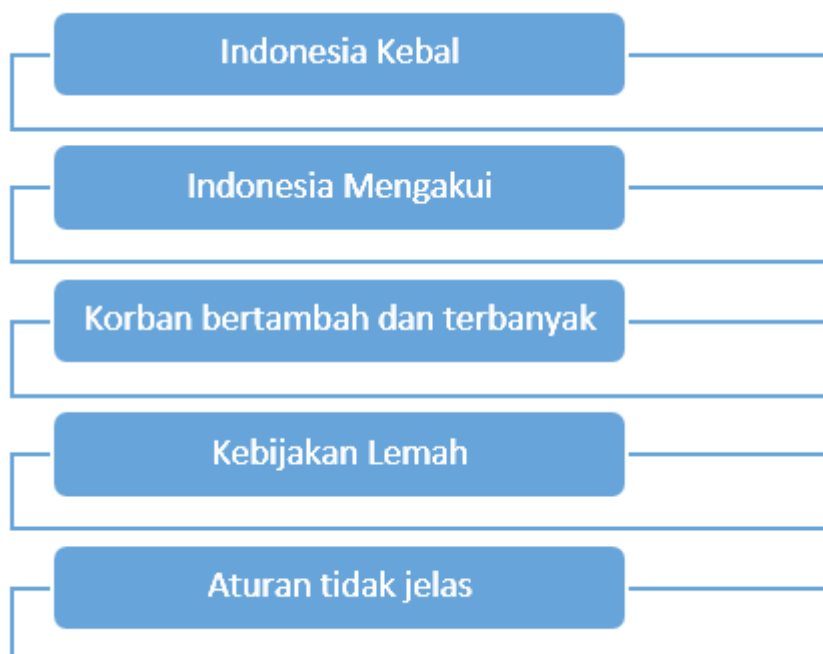 Indonesia Kebal
Indonesia Mengakui
Korban bertambah dan terbanyak
Kebijakan Lemah
Aturan tidak jelas